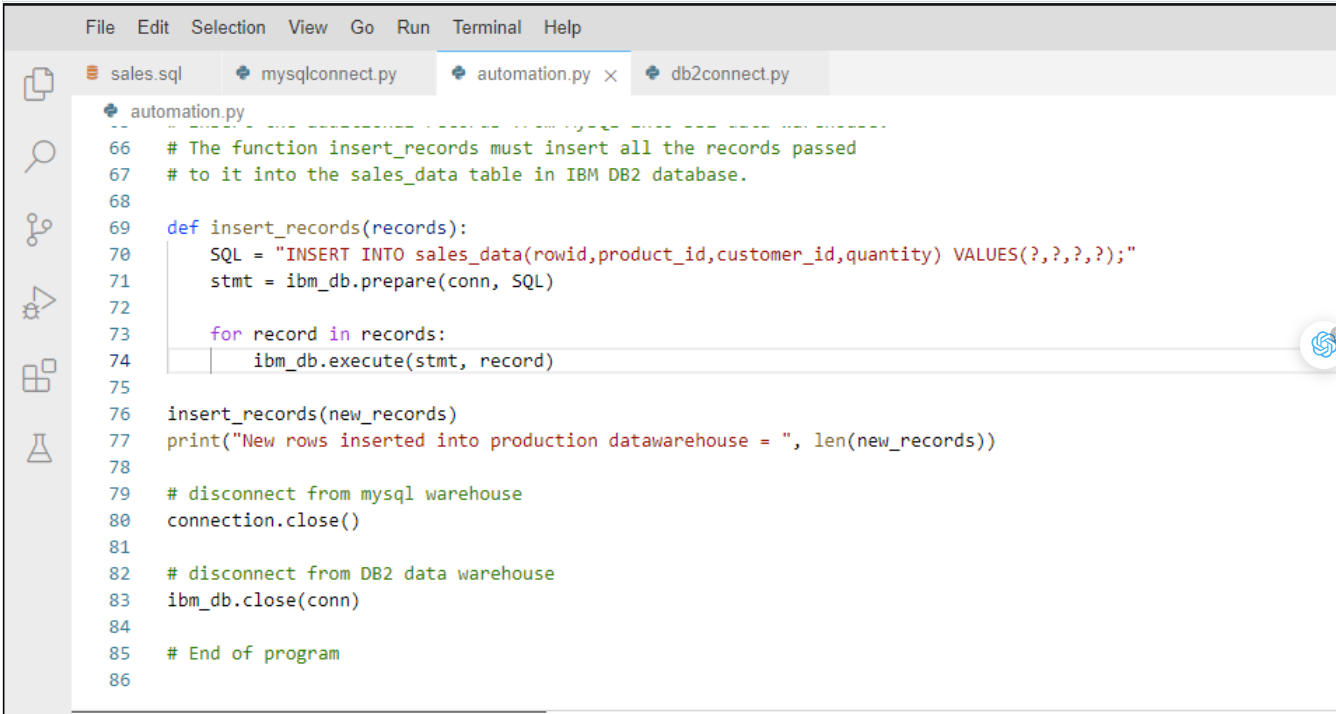 File Edit Selection View Go Run Terminal Help
sales.sql mysqlconnect.py automation.py × db2connect.py
automation.py
66 # The function insert_records must insert all the records passed
67 # to it into the sales_data table in IBM DB2 database.
68
69 def insert_records(records):
70 SQL = "INSERT INTO sales_data(rowid,product_id,customer_id,quantity) VALUES(?,?,?,?);"
71 stmt = ibm_db.prepare(conn, SQL)
72
73 for record in records:
74 ibm_db.execute(stmt, record)
75
76 insert_records(new_records)
77 print("New rows inserted into production datawarehouse = ", len(new_records))
78
79 # disconnect from mysql warehouse
80 connection.close()
81
82 # disconnect from DB2 data warehouse
83 ibm_db.close(conn)
84
85 # End of program
86